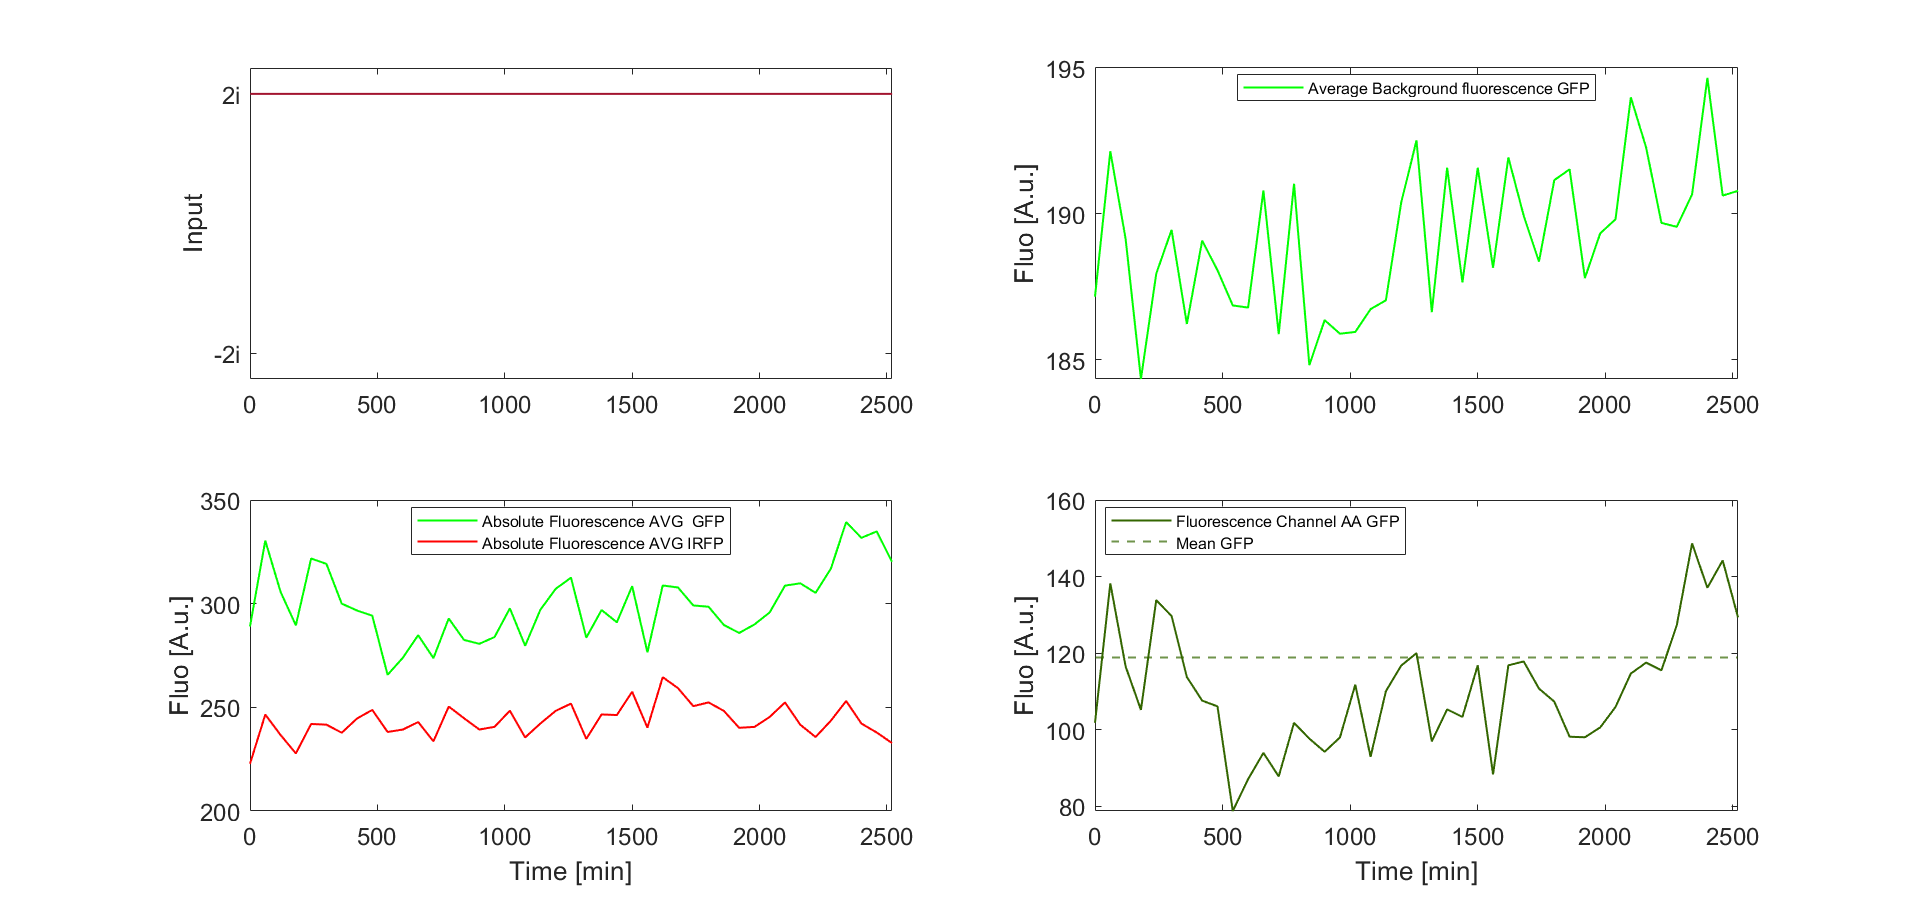 2i
-2i
Input
0 500 1000 1500 2000 2500
195
190
185
Fluo [A.u.]
Average Background fluorescence GFP
0 500 1000 1500 2000 2500
350
300
250
200
Fluo [A.u.]
Absolute Fluorescence AVG  GFP
Absolute Fluorescence AVG IRFP
0 500 1000 1500 2000 2500
Time [min]
160
140
120
100
80
Fluo [A.u.]
Fluorescence Channel AA GFP
Mean GFP
0 500 1000 1500 2000 2500
Time [min]